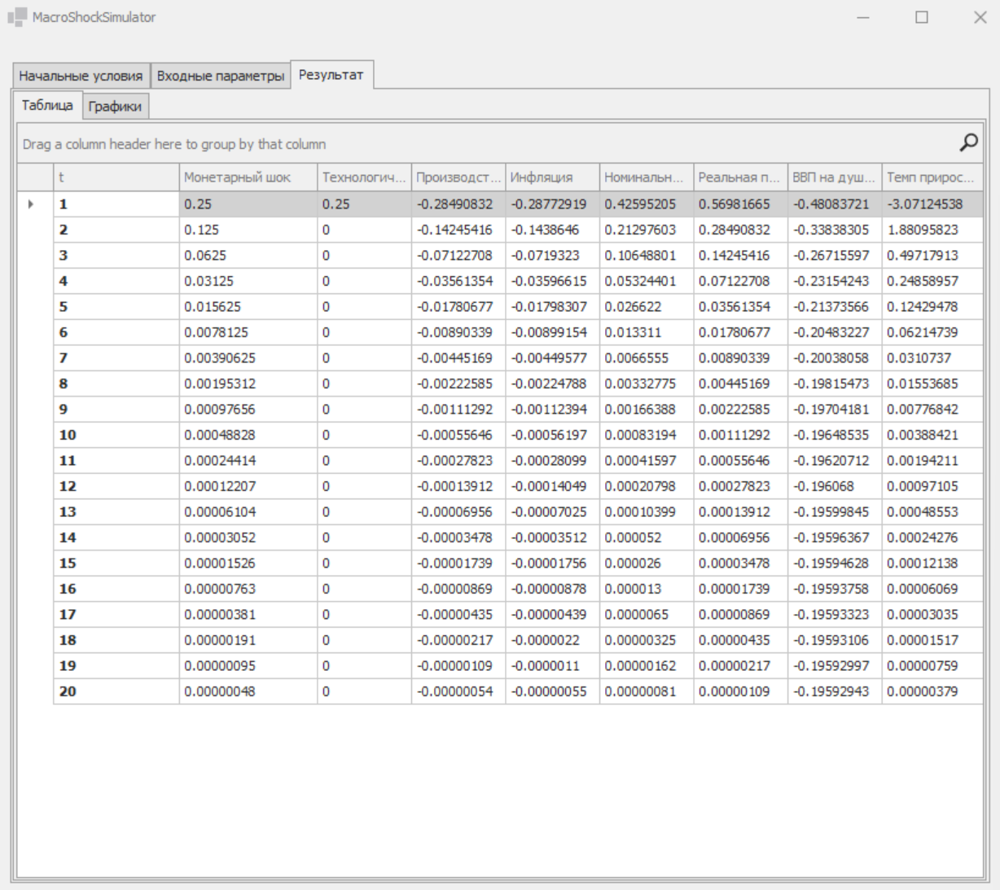 MacroShockSimulator
Начальные условия Входные параметры Результат
Таблица Графики
Drag a column header here to group by that column
t Монетарный шок Технологич... Производст... Инфляция Номинальн... Реальная п... ВВП на душ... Темп прирос...
1 0.25 0.25 -0.28490832 -0.28772919 0.42595205 0.56981665 -0.48083721 -3.07124538
2 0.125 0 -0.14245416 -0.1438646 0.21297603 0.28490832 -0.33838305 1.88095823
3 0.0625 0 -0.07122708 -0.0719323 0.10648801 0.14245416 -0.26715597 0.49717913
4 0.03125 0 -0.03561354 -0.03596615 0.05324401 0.07122708 -0.23154243 0.24858957
5 0.015625 0 -0.01780677 -0.01798307 0.026622 0.03561354 -0.21373566 0.12429478
6 0.0078125 0 -0.00890339 -0.00899154 0.013311 0.01780677 -0.20483227 0.06214739
7 0.00390625 0 -0.00445169 -0.00449577 0.0066555 0.00890339 -0.20038058 0.0310737
8 0.00195312 0 -0.00222585 -0.00224788 0.00332775 0.00445169 -0.19815473 0.01553685
9 0.00097656 0 -0.00111292 -0.00112394 0.00166388 0.00222585 -0.19704181 0.00776842
10 0.00048828 0 -0.00055646 -0.00056197 0.00083194 0.00111292 -0.19648535 0.00388421
11 0.00024414 0 -0.00027823 -0.00028099 0.00041597 0.00055646 -0.19620712 0.00194211
12 0.00012207 0 -0.00013912 -0.00014049 0.00020798 0.00027823 -0.196068 0.00097105
13 0.00006104 0 -0.00006956 -0.00007025 0.00010399 0.00013912 -0.19599845 0.00048553
14 0.00003052 0 -0.00003478 -0.00003512 0.000052 0.00006956 -0.19596367 0.00024276
15 0.00001526 0 -0.00001739 -0.00001756 0.000026 0.00003478 -0.19594628 0.00012138
16 0.00000763 0 -0.00000869 -0.00000878 0.000013 0.00001739 -0.19593758 0.00006069
17 0.00000381 0 -0.00000435 -0.00000439 0.0000065 0.00000869 -0.19593323 0.00003035
18 0.00000191 0 -0.00000217 -0.0000022 0.00000325 0.00000435 -0.19593106 0.00001517
19 0.00000095 0 -0.00000109 -0.0000011 0.00000162 0.00000217 -0.19592997 0.00000759
20 0.00000048 0 -0.00000054 -0.00000055 0.00000081 0.00000109 -0.19592943 0.00000379